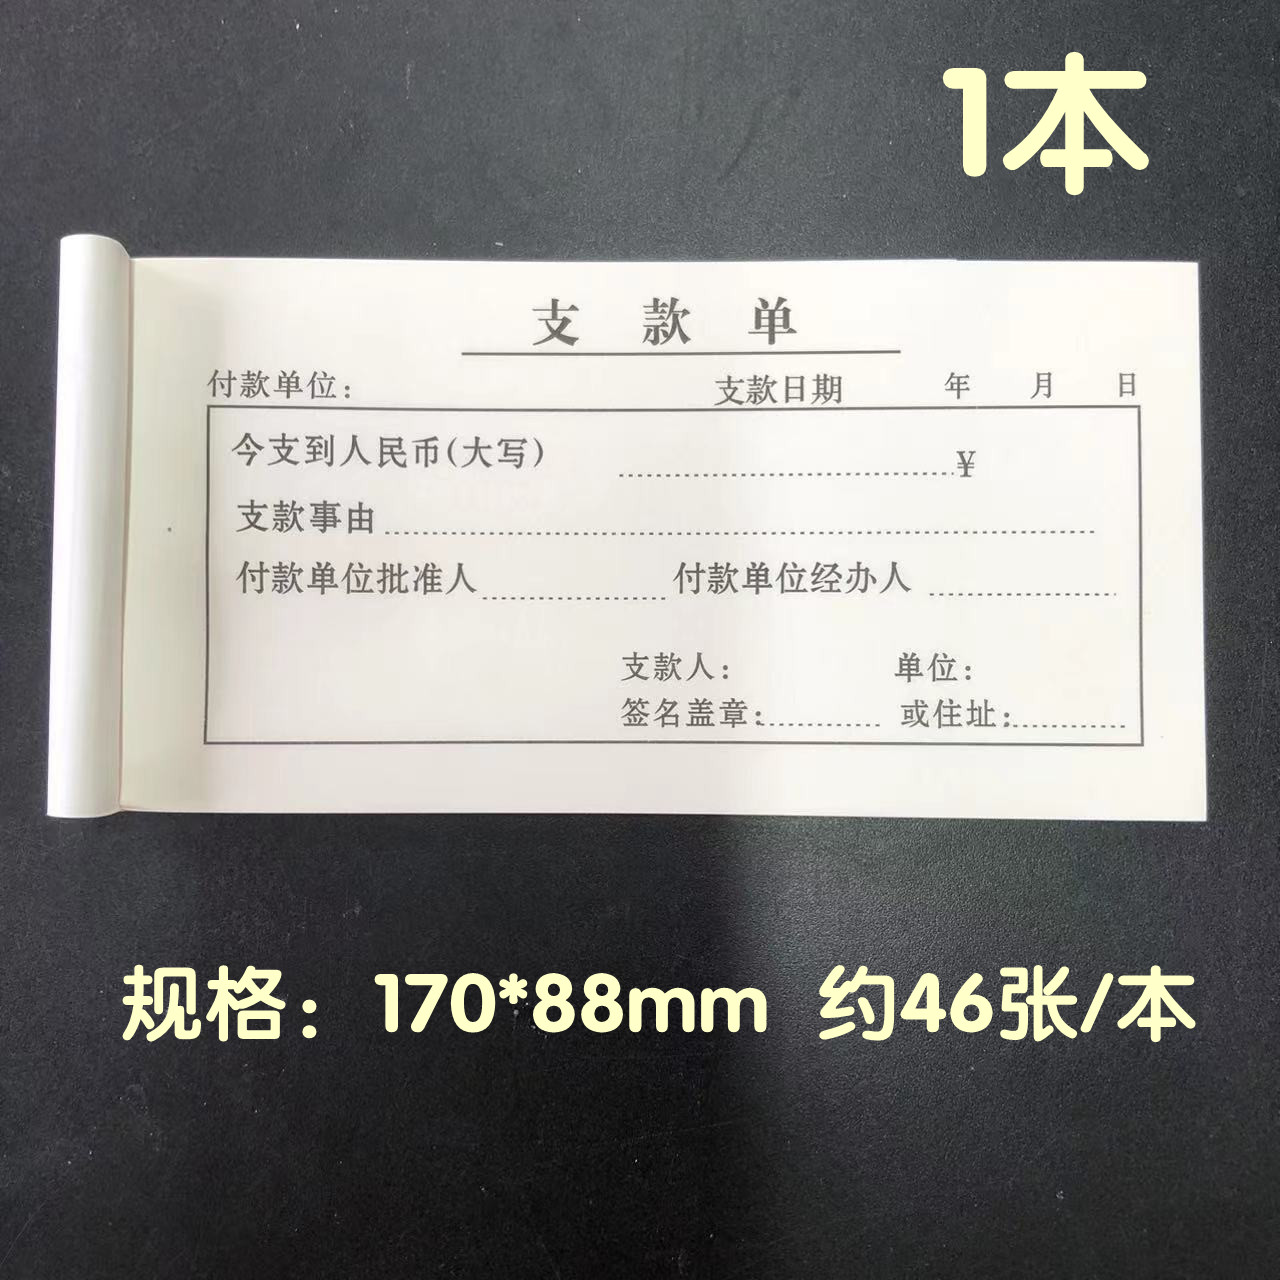 1本
支 款 单
付款单位： 支款日期 年 月 日
今支到人民币(大写) ¥
支款事由
付款单位批准人 付款单位经办人
支款人： 单位：
签名盖章： 或住址：
规格：170*88mm 约46张/本